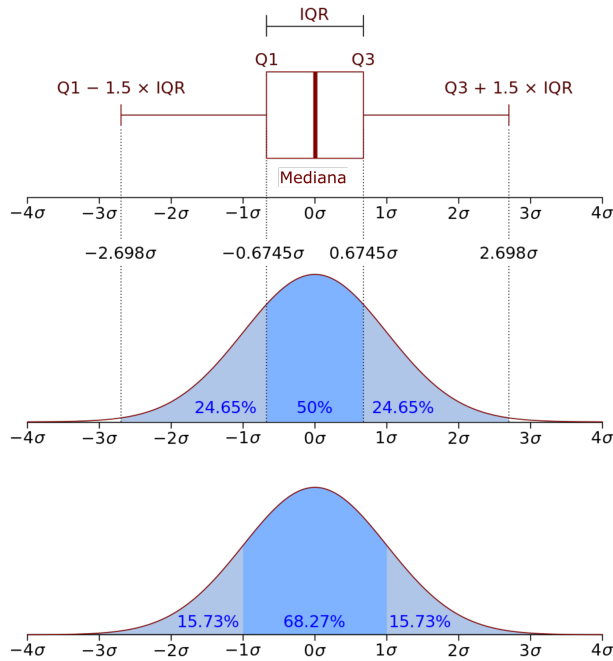 IQR
Q1 Q3
Q1 − 1.5 × IQR Q3 + 1.5 × IQR
Mediana
−4σ −3σ −2σ −1σ 0σ 1σ 2σ 3σ 4σ
−2.698σ −0.6745σ 0.6745σ 2.698σ
24.65% 50% 24.65%
−4σ −3σ −2σ −1σ 0σ 1σ 2σ 3σ 4σ
15.73% 68.27% 15.73%
−4σ −3σ −2σ −1σ 0σ 1σ 2σ 3σ 4σ